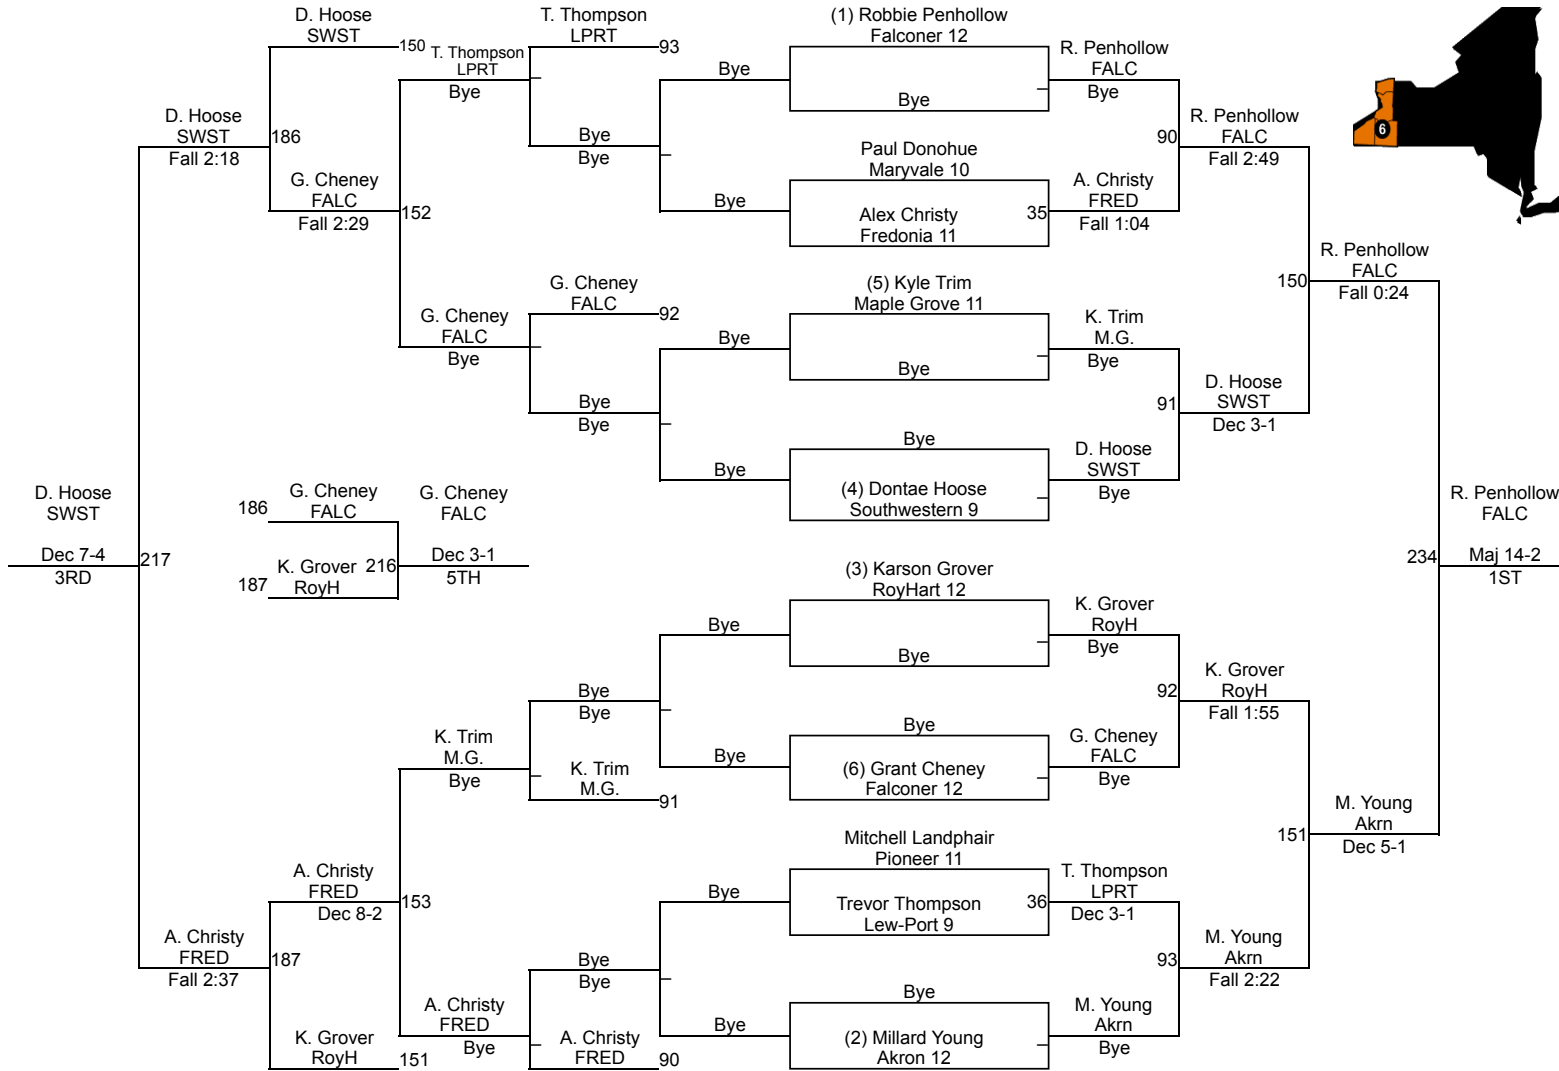 D. Hoose
SWST
150
T. Thompson
LPRT
Bye
T. Thompson
LPRT
93
(1) Robbie Penhollow
Falconer 12
Bye
Bye
R. Penhollow
FALC
Bye
D. Hoose
SWST
Fall 2:18
186
Bye
Bye
90
R. Penhollow
FALC
Fall 2:49
6
Paul Donohue
Maryvale 10
G. Cheney
FALC
Fall 2:29
152
Bye
Alex Christy
Fredonia 11
35
A. Christy
FRED
Fall 1:04
R. Penhollow
FALC
Fall 0:24
150
G. Cheney
FALC
92
(5) Kyle Trim
Maple Grove 11
G. Cheney
FALC
Bye
Bye
Bye
K. Trim
M.G.
Bye
Bye
Bye
91
D. Hoose
SWST
Dec 3-1
Bye
Bye
(4) Dontae Hoose
Southwestern 9
D. Hoose
SWST
Bye
D. Hoose
SWST
Dec 7-4
3RD
217
186
G. Cheney
FALC
187
K. Grover
RoyH
216
G. Cheney
FALC
Dec 3-1
5TH
R. Penhollow
FALC
234
Maj 14-2
1ST
(3) Karson Grover
RoyHart 12
Bye
Bye
K. Grover
RoyH
Bye
Bye
Bye
92
K. Grover
RoyH
Fall 1:55
K. Trim
M.G.
Bye
K. Trim
M.G.
91
Bye
Bye
(6) Grant Cheney
Falconer 12
G. Cheney
FALC
Bye
151
M. Young
Akrn
Dec 5-1
Mitchell Landphair
Pioneer 11
A. Christy
FRED
Dec 8-2
153
Bye
Trevor Thompson
Lew-Port 9
36
T. Thompson
LPRT
Dec 3-1
A. Christy
FRED
Fall 2:37
187
Bye
Bye
93
M. Young
Akrn
Fall 2:22
K. Grover
RoyH
151
A. Christy
FRED
Bye
A. Christy
FRED
90
Bye
Bye
(2) Millard Young
Akron 12
M. Young
Akrn
Bye